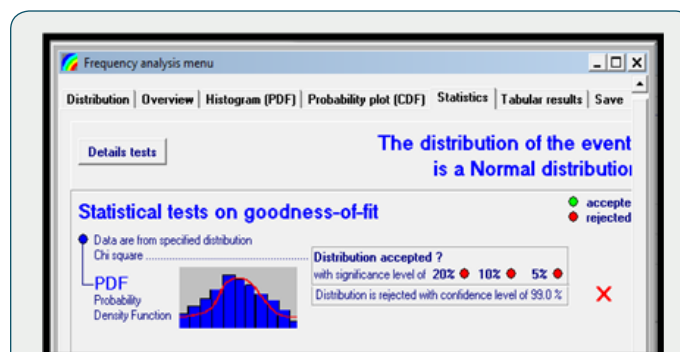 Frequency analysis menu
Distribution Overview Histogram (PDF) Probability plot (CDF) Statistics Tabular results Save
Details tests
The distribution of the event
is a Normal distributio
Statistical tests on goodness-of-fit
accepte
rejected
Data are from specified distribution
Chi square
Distribution accepted ?
with significance level of 20% 10% 5%
Distribution is rejected with confidence level of 99.0 %
PDF
Probability
Density Function